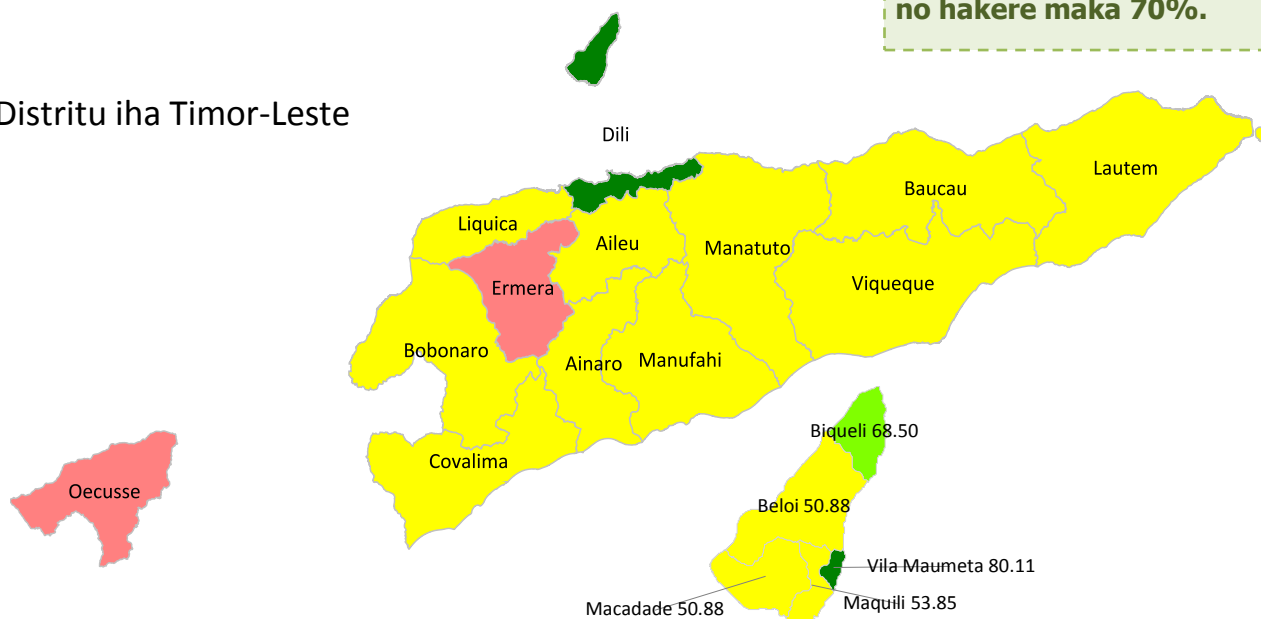 no hakere maka 70%.
Distritu iha Timor-Leste
Dili
Lautem
Baucau
Liquica
Aileu
Manatuto
Viqueque
Ermera
Bobonaro
Ainaro
Manufahi
Biqueli 68.50
Covalima
Oecusse
Beloi 50.88
Vila Maumeta 80.11
Maquili 53.85
Macadade 50.88